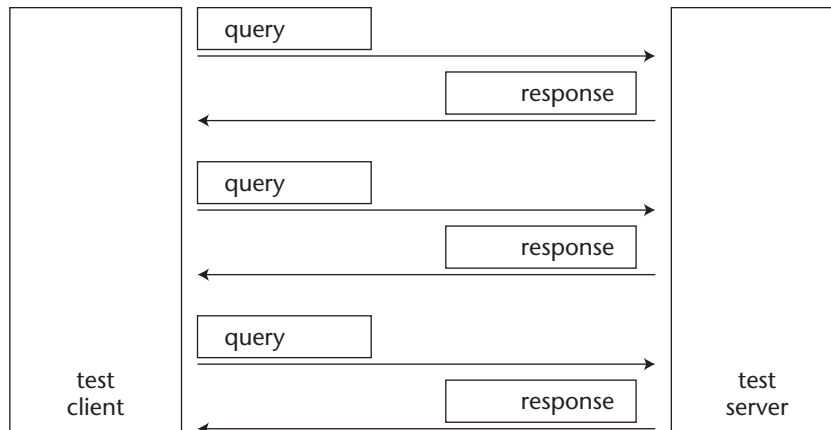 query
response
query
response
query
response
test
client
test
server